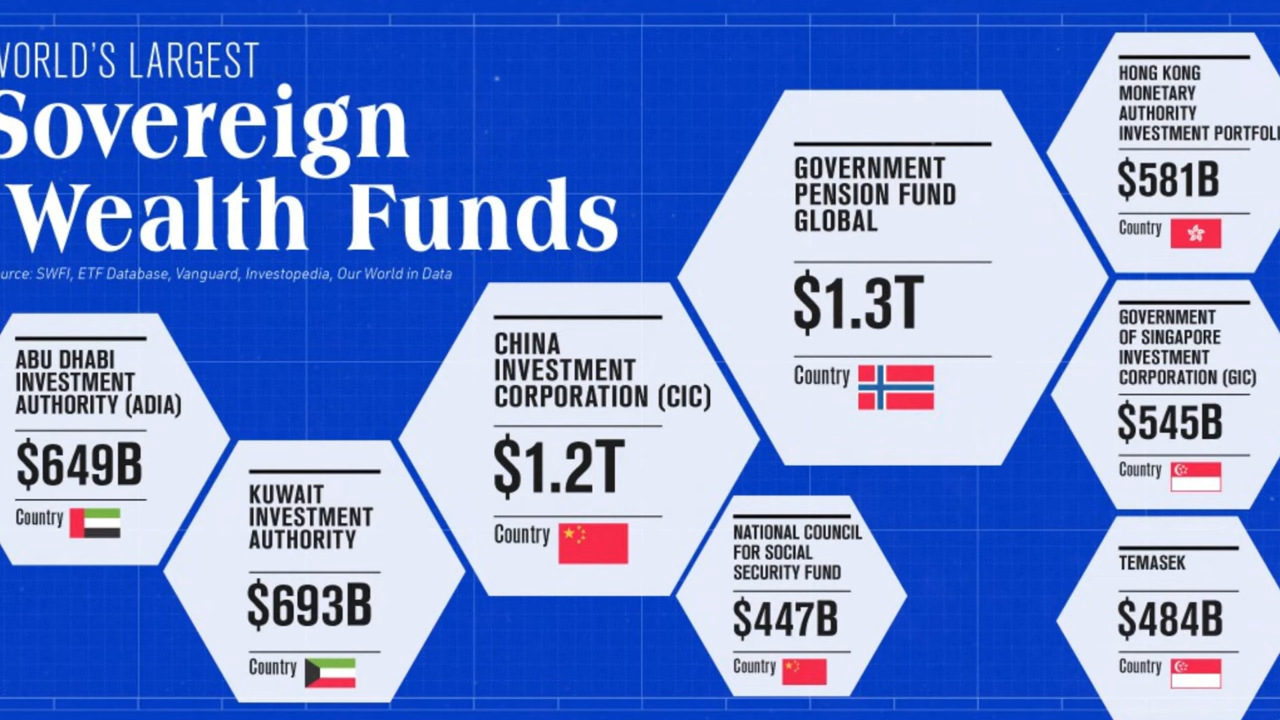 WORLD'S LARGEST
Sovereign
Wealth Funds
urce: SWFI, ETF Database, Vanguard, Investopedia, Our World in Data
ABU DHABI
INVESTMENT
AUTHORITY (ADIA)
$649B
Country
KUWAIT
INVESTMENT
AUTHORITY
$693B
Country
CHINA
INVESTMENT
CORPORATION (CIC)
$1.2T
Country
GOVERNMENT
PENSION FUND
GLOBAL
$1.3T
Country
NATIONAL COUNCIL
FOR SOCIAL
SECURITY FUND
$447B
Country
HONG KONG
MONETARY
AUTHORITY
INVESTMENT PORTFOLI
$581B
Country
GOVERNMENT
OF SINGAPORE
INVESTMENT
CORPORATION (GIC)
$545B
Country
TEMASEK
$484B
Country